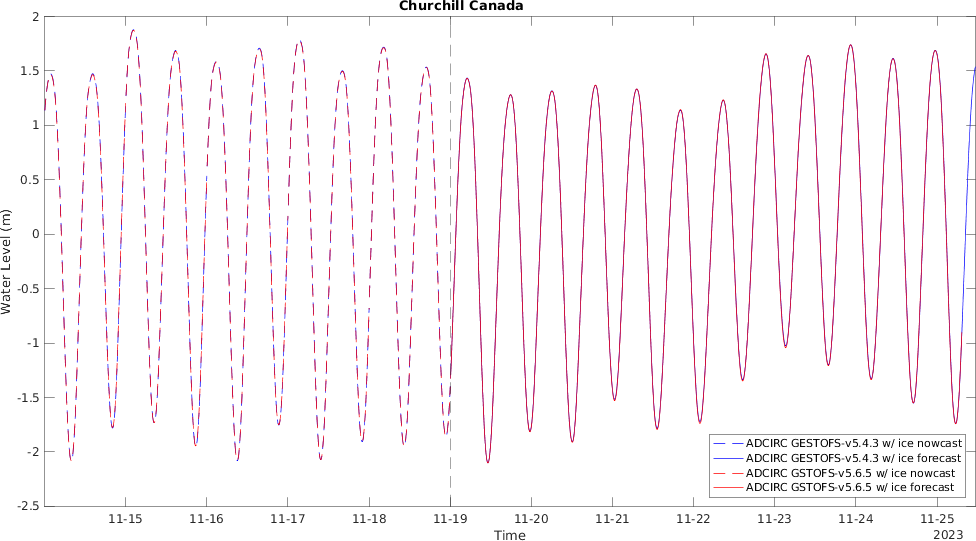 Churchill Canada
2
1.5
1
0.5
0
-0.5
-1
-1.5
-2
-2.5
Water Level (m)
ADCIRC GESTOFS-v5.4.3 w/ ice nowcast
ADCIRC GESTOFS-v5.4.3 w/ ice forecast
ADCIRC GSTOFS-v5.6.5 w/ ice nowcast
ADCIRC GSTOFS-v5.6.5 w/ ice forecast
11-15 11-16 11-17 11-18 11-19 11-20 11-21 11-22 11-23 11-24 11-25
Time
2023